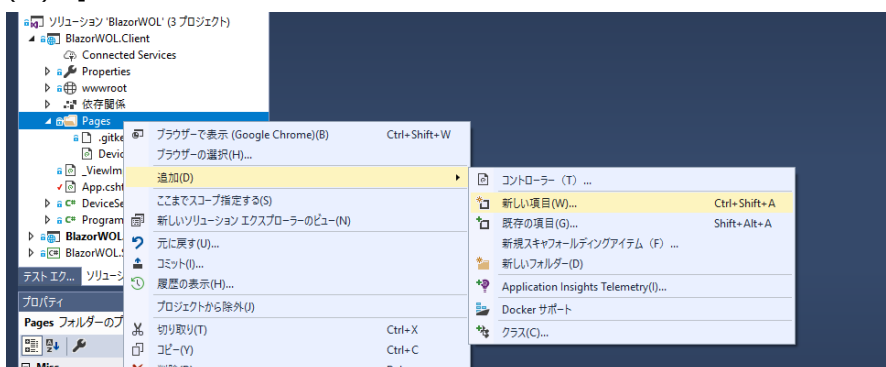 ソリューション 'BlazorWOL' (3 プロジェクト)
BlazorWOL.Client
Connected Services
Properties
wwwroot
依存関係
Pages
.gitke
Devic
_ViewIm
App.csht
DeviceSe
Program
BlazorWOL.
BlazorWOL.S
テスト エク... ソリューシ
プロパティ
Pages フォルダーのプ
Misc
ブラウザーで表示 (Google Chrome)(B) Ctrl+Shift+W
ブラウザーの選択(H)...
追加(D)
ここまでスコープ指定する(S)
新しいソリューション エクスプローラーのビュー(N)
元に戻す(U)...
コミット(I)...
履歴の表示(H)...
プロジェクトから除外(J)
切り取り(T) Ctrl+X
コピー(Y) Ctrl+C
コントローラー (T) ...
新しい項目(W)... Ctrl+Shift+A
既存の項目(G)... Shift+Alt+A
新規スキャフォールディングアイテム (F) ...
新しいフォルダー(D)
Application Insights Telemetry(I)...
Docker サポート
クラス(C)...